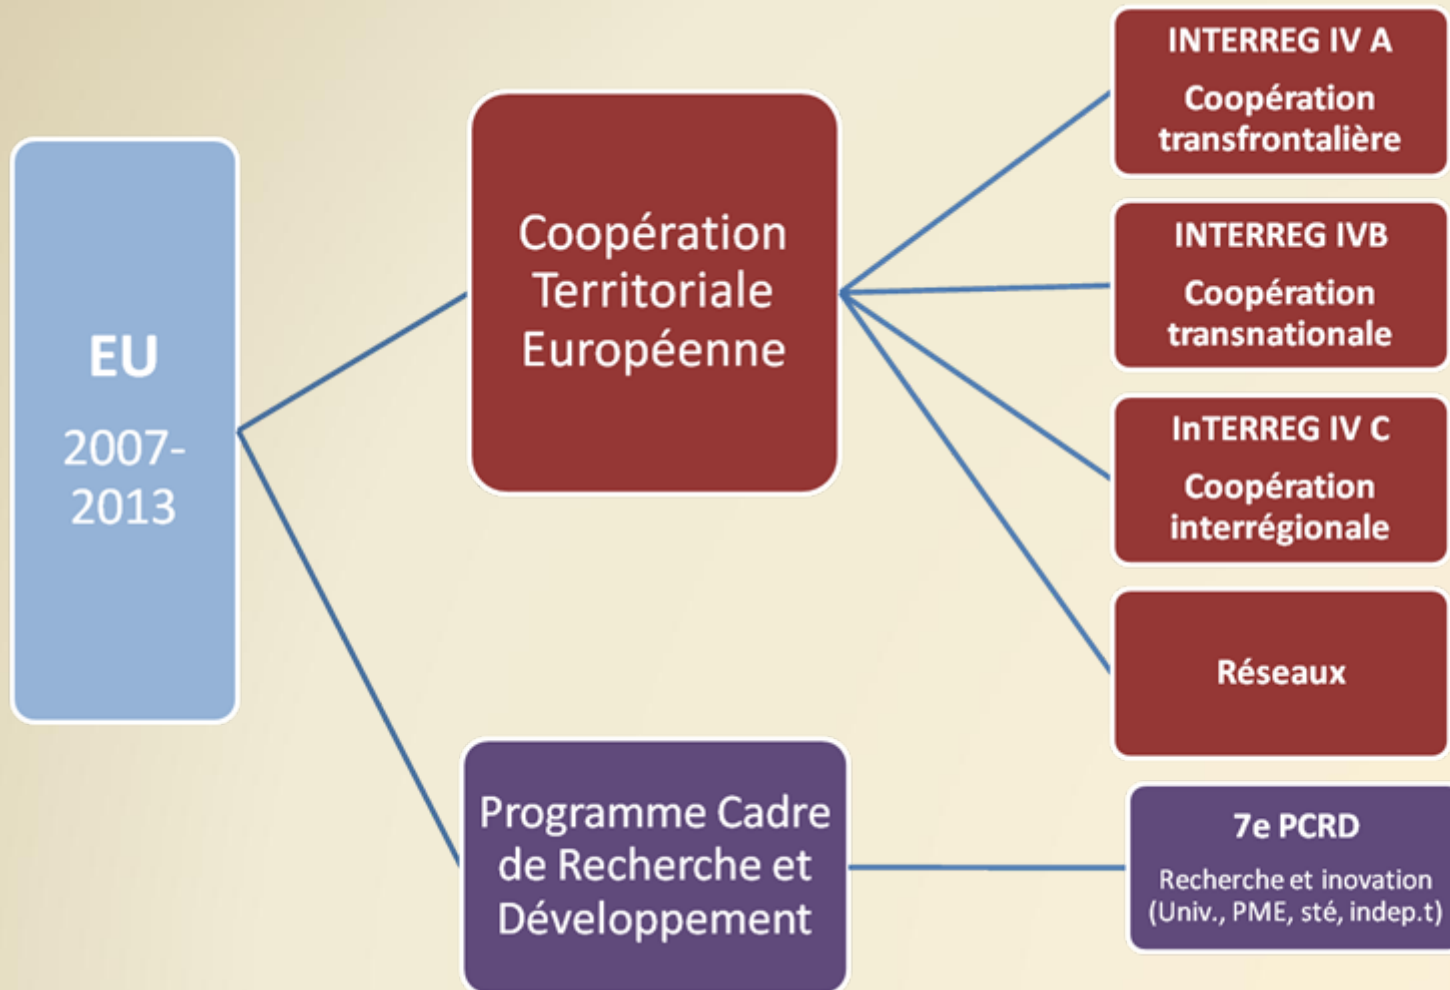 EU
2007-
2013
Coopération
Territoriale
Européenne
Programme Cadre
de Recherche et
Développement
INTERREG IV A
Coopération
transfrontalière
INTERREG IVB
Coopération
transnationale
InTERREG IV C
Coopération
interrégionale
Réseaux
7e PCRD
Recherche et inovation
(Univ., PME, sté, indep.t)